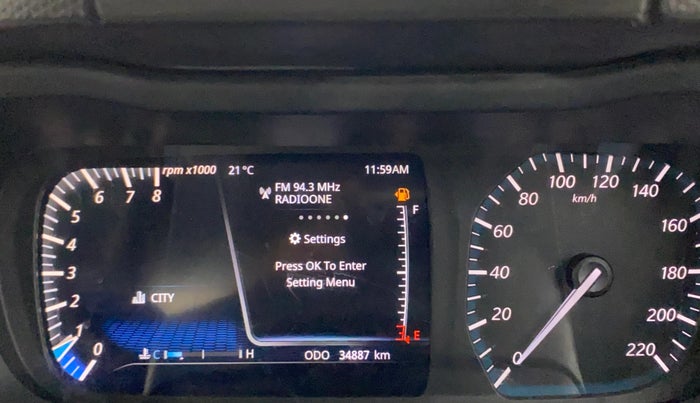 rpm x1000 21 °C 11:59AM
8
7
6
5
4
3
2
1
0
FM 94.3 MHz
RADIOONE
Settings
Press OK To Enter
Setting Menu
F
E
CITY
C H
ODO 34887 km
0
20
40
60
80
100
120
140
160
180
200
220
km/h